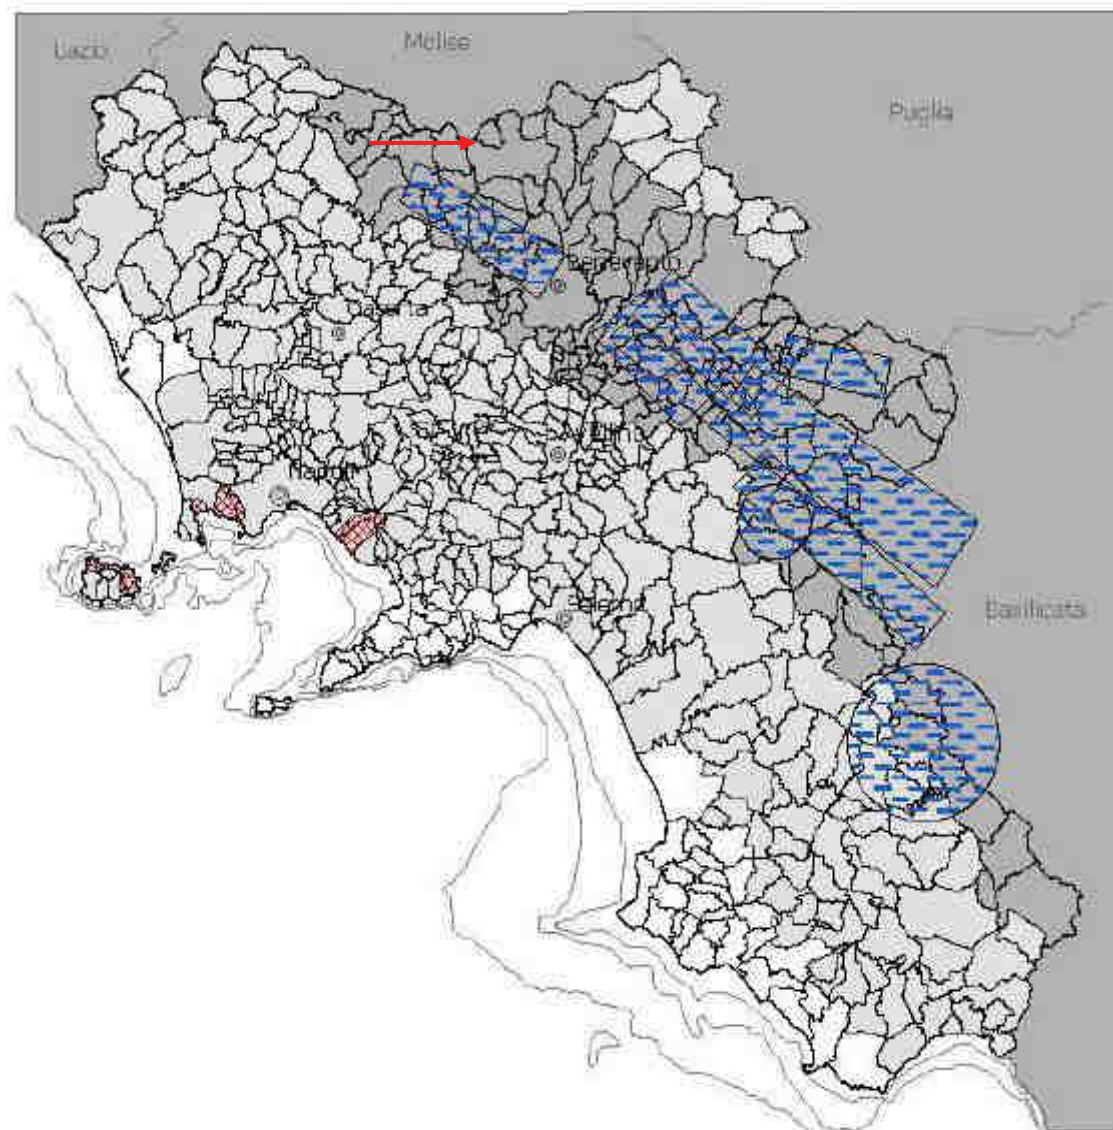 Lazio
Molise
Puglia
Benevento
Caserta
Avellino
Napoli
Salerno
Basilicata